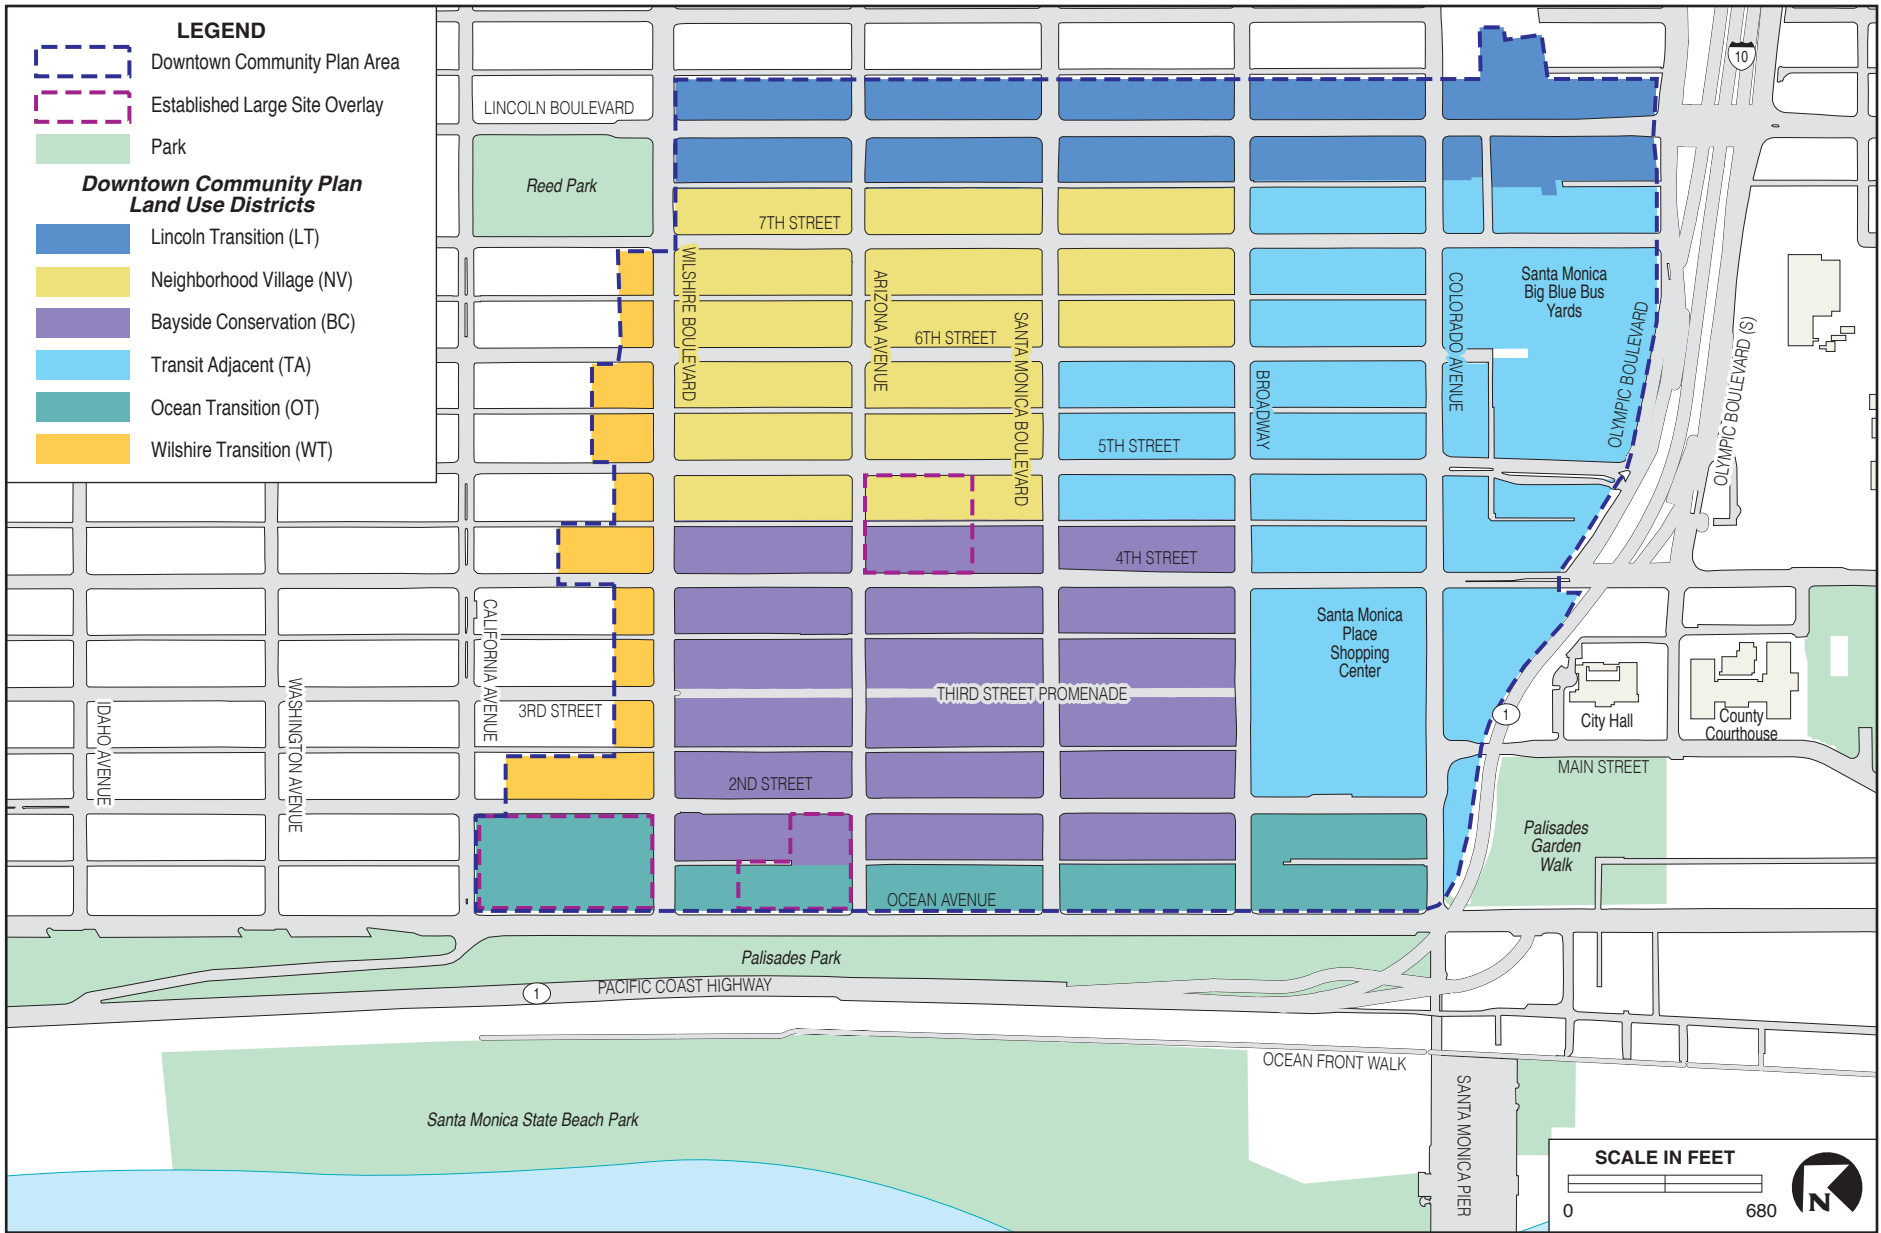 LEGEND
Downtown Community Plan Area
Established Large Site Overlay
Park
Downtown Community Plan
Land Use Districts
Lincoln Transition (LT)
Neighborhood Village (NV)
Bayside Conservation (BC)
Transit Adjacent (TA)
Ocean Transition (OT)
Wilshire Transition (WT)
LINCOLN BOULEVARD
10
Reed Park
7TH STREET
WILSHIRE BOULEVARD
ARIZONA AVENUE
SANTA MONICA BOULEVARD
6TH STREET
BROADWAY
COLORADO AVENUE
Santa Monica
Big Blue Bus
Yards
OLYMPIC BOULEVARD
OLYMPIC BOULEVARD (S)
5TH STREET
4TH STREET
CALIFORNIA AVENUE
WASHINGTON AVENUE
IDAHO AVENUE
3RD STREET
THIRD STREET PROMENADE
Santa Monica
Place
Shopping
Center
1
City Hall
County
Courthouse
MAIN STREET
2ND STREET
Palisades
Garden
Walk
OCEAN AVENUE
Palisades Park
1
PACIFIC COAST HIGHWAY
OCEAN FRONT WALK
SANTA MONICA PIER
Santa Monica State Beach Park
SCALE IN FEET
0
680
N